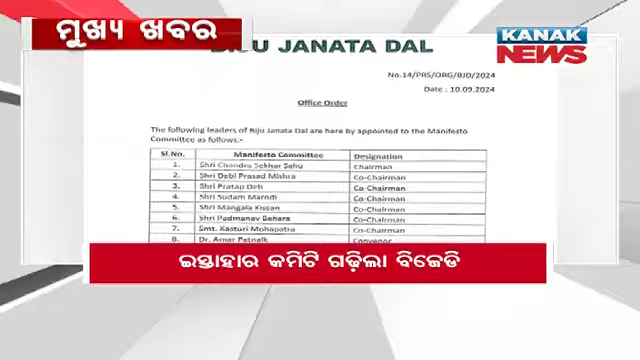 ମୁଖ୍ୟ ଖବର
KANAK
NEWS
BIJU JANATA DAL
No.14/PRS/ORG/BJD/2024
Date : 10.09.2024
Office Order
The following leaders of Biju Janata Dal are here by appointed to the Manifesto
Committee as follows:-
Sl.No. Manifesto Committee Designation
1. Shri Chandra Sekhar Sahu Chairman
2. Shri Debi Prasad Mishra Co-Chairman
3. Shri Pratap Deb Co-Chairman
4. Shri Sudam Marndi Co-Chairman
5. Shri Mangala Kissan Co-Chairman
6. Shri Padmanav Behera Co-Chairman
7. Smt. Kasturi Mohapatra Co-Chairman
8. Dr. Amar Patnaik Convenor
ଇସ୍ତାହାର କମିଟି ଗଢ଼ିଲା ବିଜେଡି